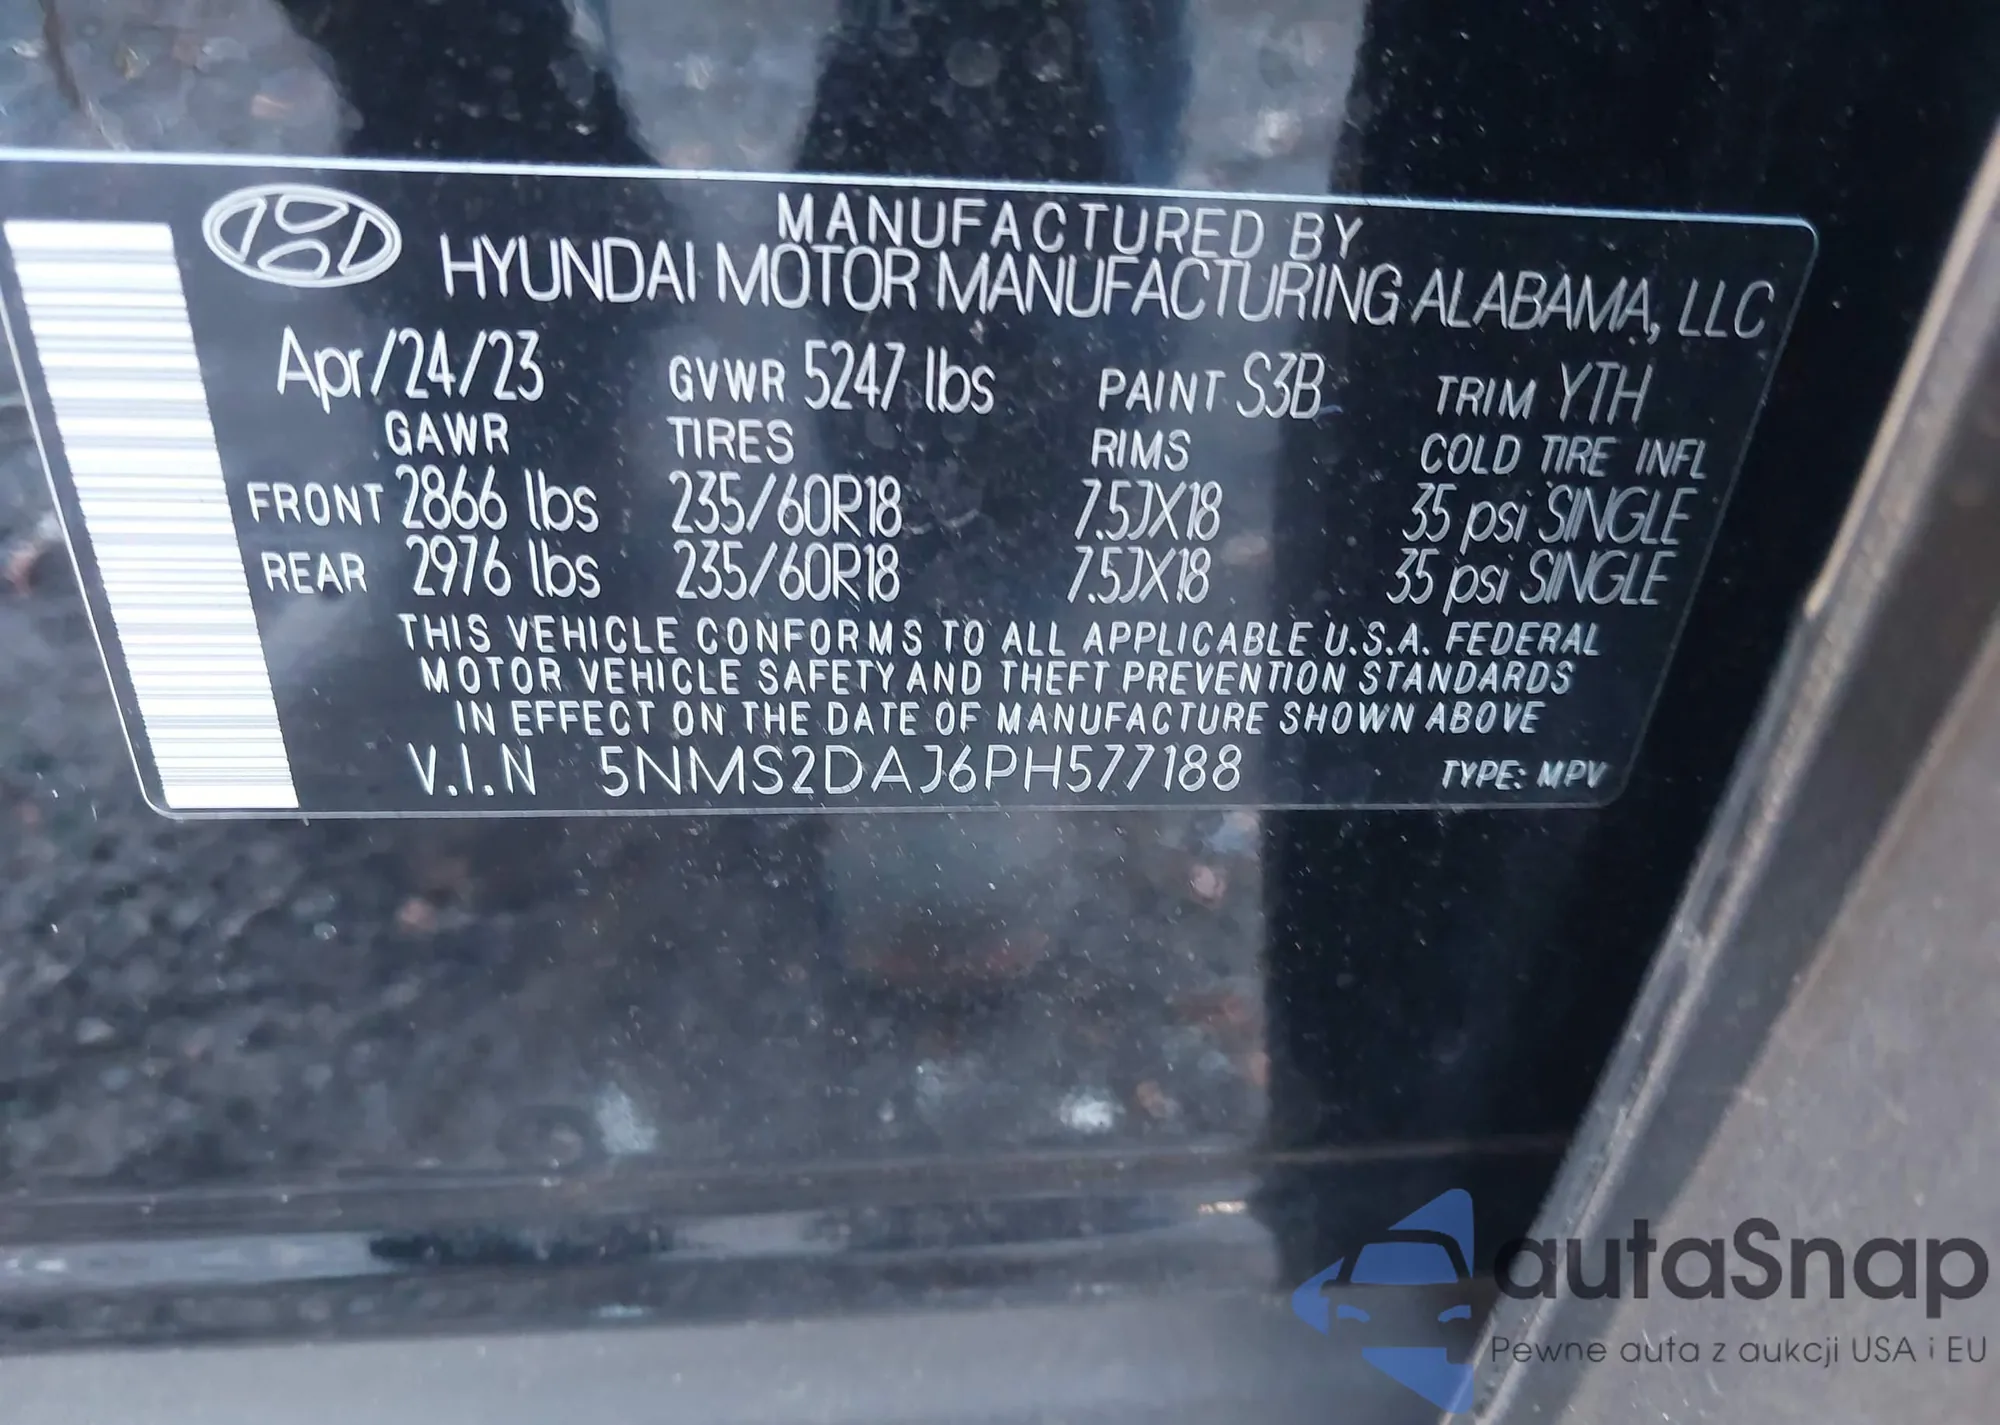 MANUFACTURED BY
HYUNDAI MOTOR MANUFACTURING ALABAMA, LLC
Apr/24/23 GVWR 5247 lbs PAINT S3B TRIM YTH
GAWR TIRES RIMS COLD TIRE INFL
FRONT 2866 lbs 235/60R18 7.5JX18 35 psi SINGLE
REAR 2976 lbs 235/60R18 7.5JX18 35 psi SINGLE
THIS VEHICLE CONFORMS TO ALL APPLICABLE U.S.A. FEDERAL
MOTOR VEHICLE SAFETY AND THEFT PREVENTION STANDARDS
IN EFFECT ON THE DATE OF MANUFACTURE SHOWN ABOVE
V.I.N 5NMS2DAJ6PH577188 TYPE: MPV
autaSnap
Pewne auta z aukcji USA i EU